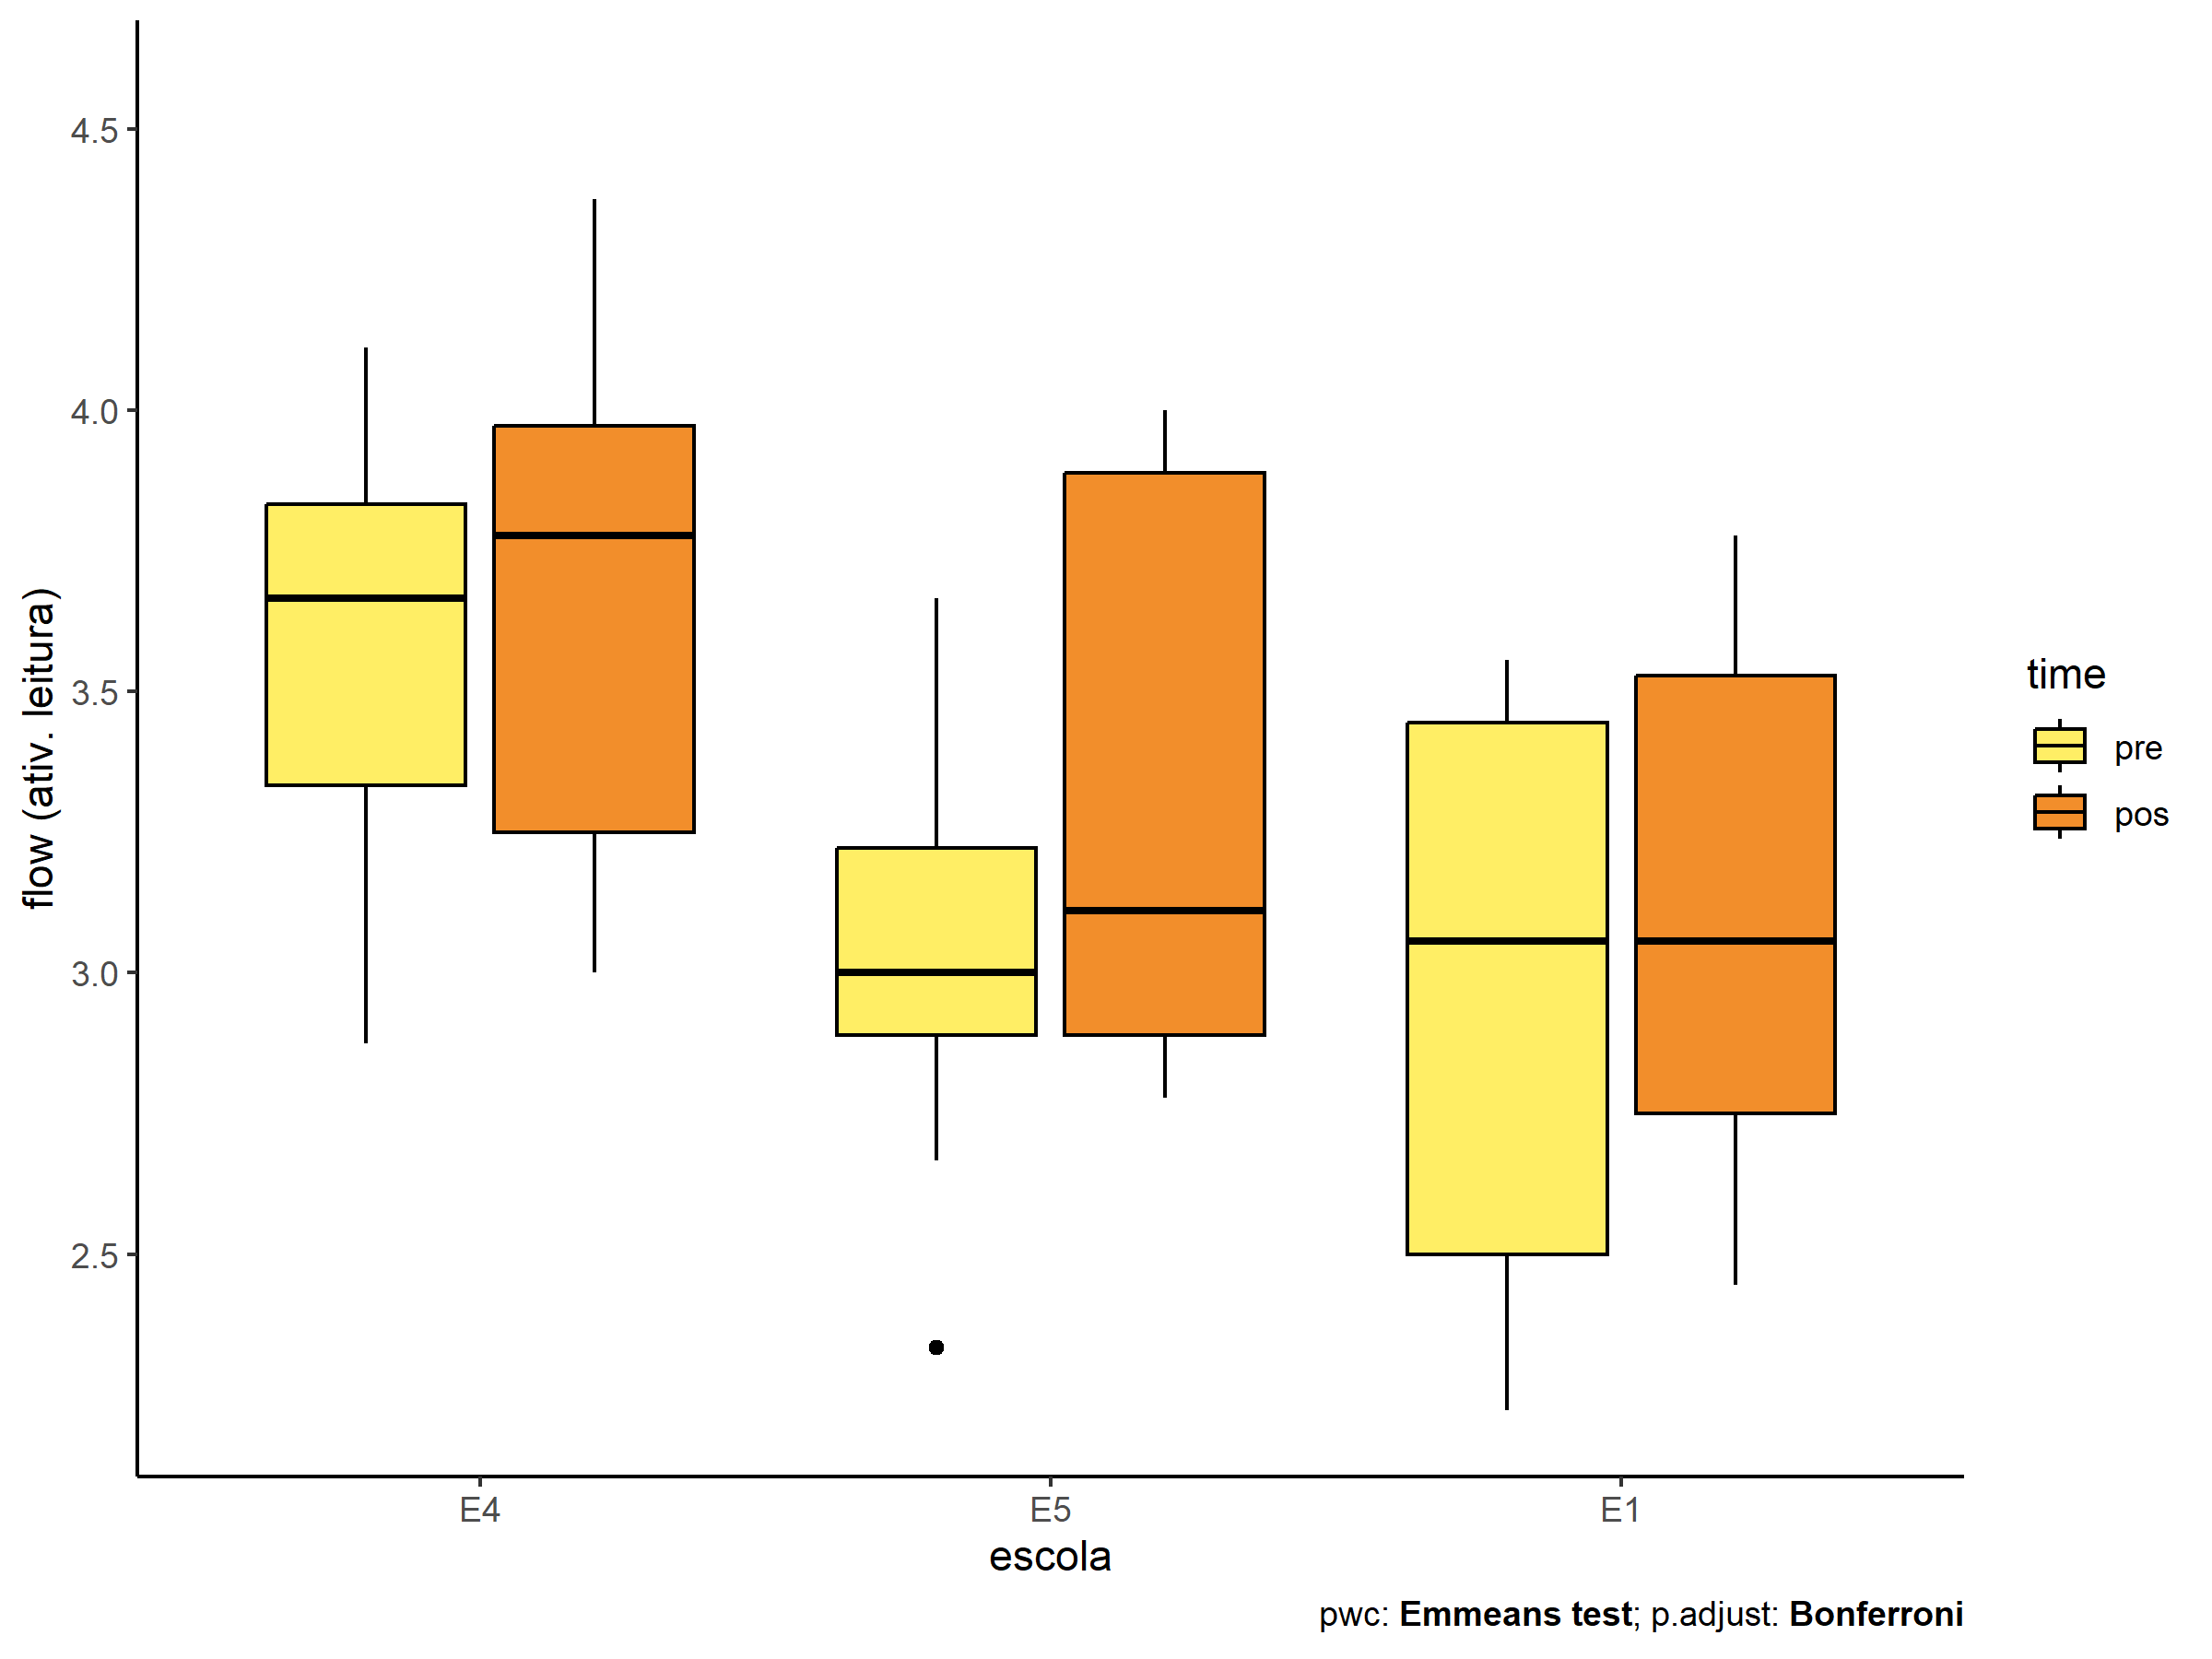 flow (ativ. leitura)
4.5
4.0
3.5
3.0
2.5
E4
E5
E1
escola
time
pre
pos
pwc: Emmeans test; p.adjust: Bonferroni